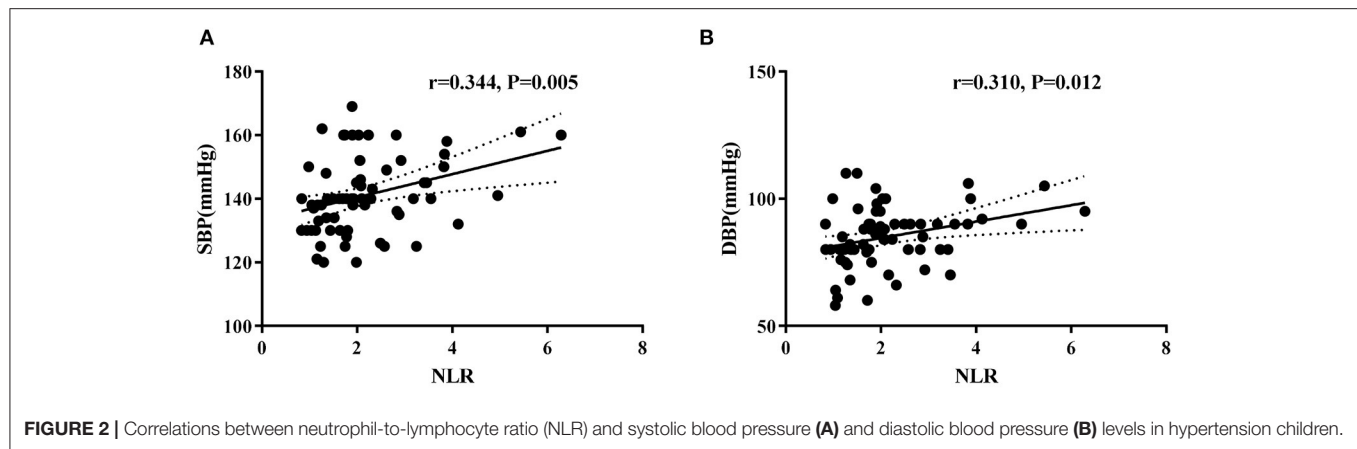 A
r=0.344, P=0.005
180
160
140
120
100
SBP(mmHg)
0 2 4 6 8
NLR
B
r=0.310, P=0.012
150
100
50
DBP(mmHg)
0 2 4 6 8
NLR
FIGURE 2 | Correlations between neutrophil-to-lymphocyte ratio (NLR) and systolic blood pressure (A) and diastolic blood pressure (B) levels in hypertension children.